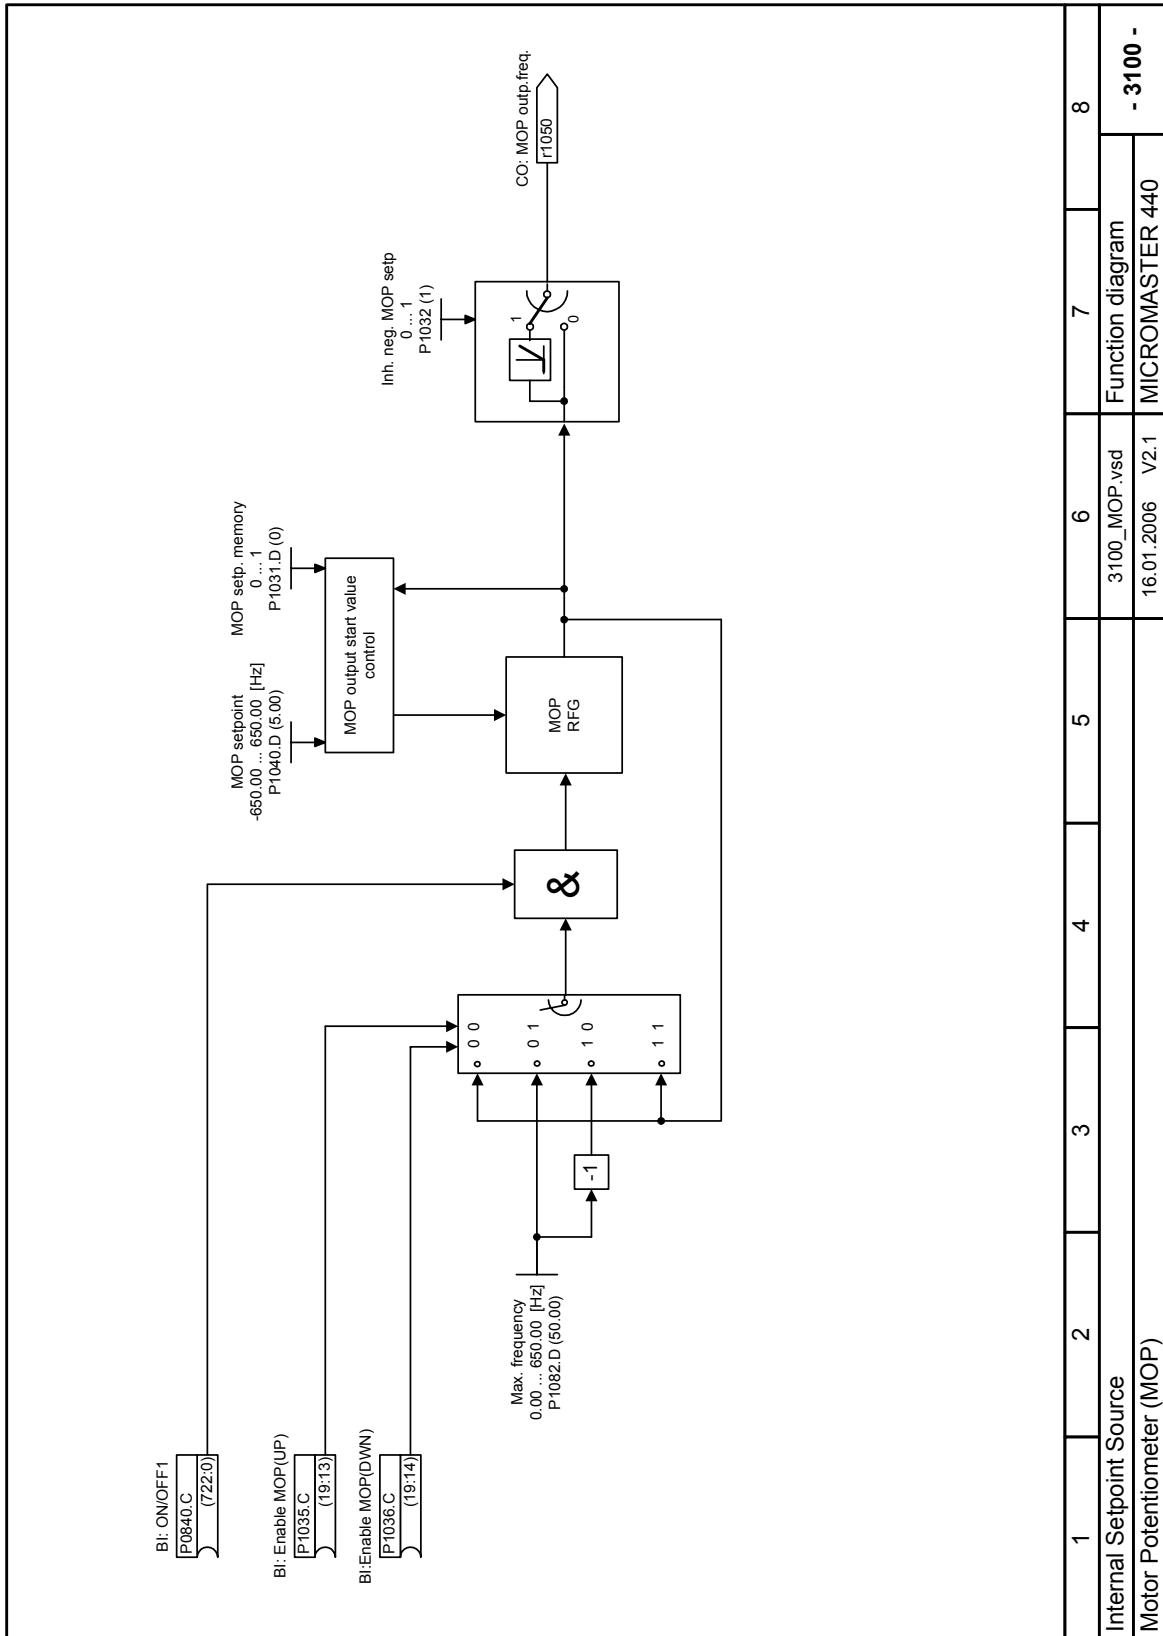 BI: ON/OFF1
P0840.C
(722:0)
BI: Enable MOP(UP)
P1035.C
(19:13)
BI:Enable MOP(DWN)
P1036.C
(19:14)
Max. frequency
0.00 ... 650.00 [Hz]
P1082.D (50.00)
-1
0 0
0 1
1 0
1 1
&
MOP setpoint
-650.00 ... 650.00 [Hz]
P1040.D (5.00)
MOP setp. memory
0 ... 1
P1031.D (0)
MOP output start value
control
MOP
RFG
Inh. neg. MOP setp
0 ... 1
P1032 (1)
1
0
CO: MOP outp.freq.
r1050
1 2 3 4 5 6 7 8
Internal Setpoint Source 3100_MOP.vsd Function diagram - 3100 -
Motor Potentiometer (MOP) 16.01.2006 V2.1 MICROMASTER 440